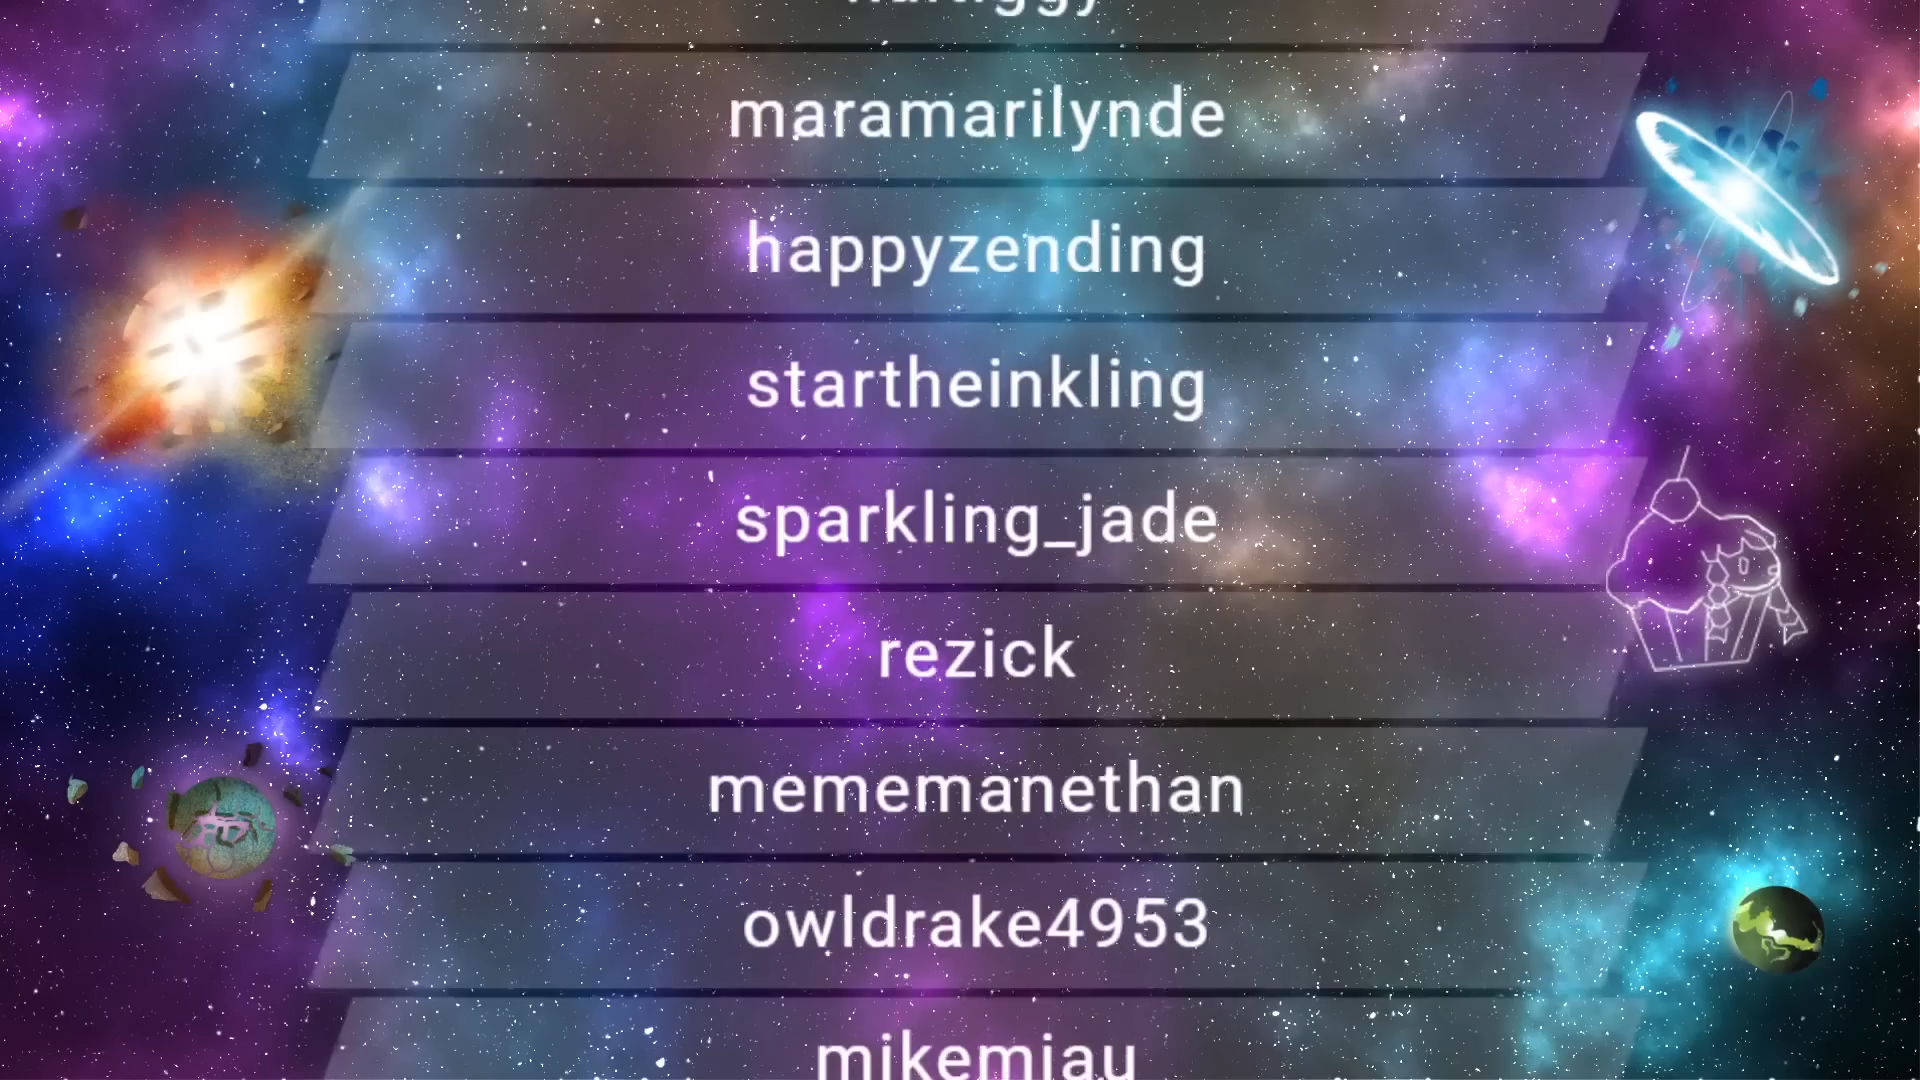 maramarilynde
happyzending
startheinkling
sparkling_jade
rezick
mememanethan
owldrake4953
mikemiau